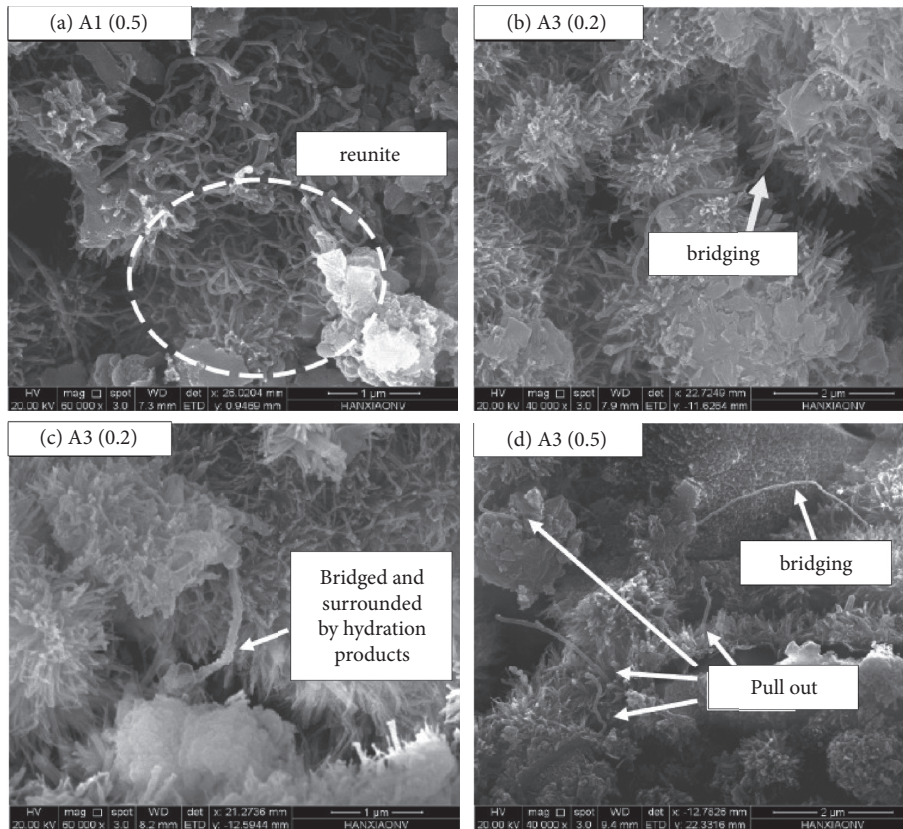 (a) A1 (0.5)
reunite
HV mag □ spot WD det x: 26.0204 mm 1 µm
20.00 kV 60 000 x 3.0 7.3 mm ETD y: 0.9469 mm HANXIAONV
(b) A3 (0.2)
bridging
HV mag □ spot WD det x: 22.7249 mm 2 µm
20.00 kV 40 000 x 3.0 7.9 mm ETD y: -11.6264 mm HANXIAONV
(c) A3 (0.2)
Bridged and
surrounded
by hydration
products
HV mag □ spot WD det x: 21.2736 mm 1 µm
20.00 kV 60 000 x 3.0 8.2 mm ETD y: -12.5944 mm HANXIAONV
(d) A3 (0.5)
bridging
Pull out
HV mag □ spot WD det x: -12.7826 mm 2 µm
20.00 kV 40 000 x 3.0 9.4 mm ETD y: 22.3316 mm HANXIAONV